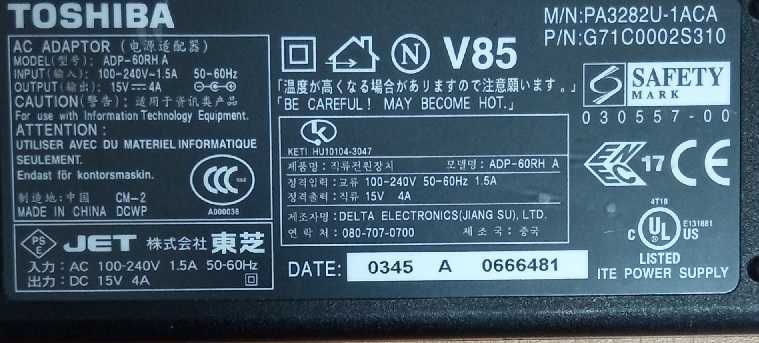 TOSHIBA
M/N:PA3282U-1ACA
P/N:G71C0002S310
AC ADAPTOR (电源适配器)
MODEL(型号): ADP-60RH A
INPUT(输入): 100-240V~1.5A 50-60Hz
OUTPUT(输出): 15V⎓4A
CAUTION(警告): 适用于资讯类产品
For use with Information Technology Equipment.
ATTENTION :
UTILISER AVEC DU MATERIEL INFORMATIQUE
SEULEMENT.
Endast för kontorsmaskin.
制造地:中国 CM-2
MADE IN CHINA DCWP
CCC
A000036
PS
E
JET 株式会社 東芝
入力: AC 100-240V 1.5A 50-60Hz
出力: DC 15V 4A
N V85
「温度が高くなる場合がありますので注意願います。」
「BE CAREFUL! MAY BECOME HOT.」
K
KETI HU10104-3047
제품명: 직류전원장치 모델명: ADP-60RH A
정격입력: 교류 100-240V 50-60Hz 1.5A
정격출력: 직류 15V 4A
제조자명: DELTA ELECTRONICS(JIANG SU), LTD.
연 락 처 : 080-707-0700 제 조 국 : 중국
DATE: 0345 A 0666481
S SAFETY
MARK
030557-00
17 CE
4T18
C UL US
E131881
LISTED
ITE POWER SUPPLY